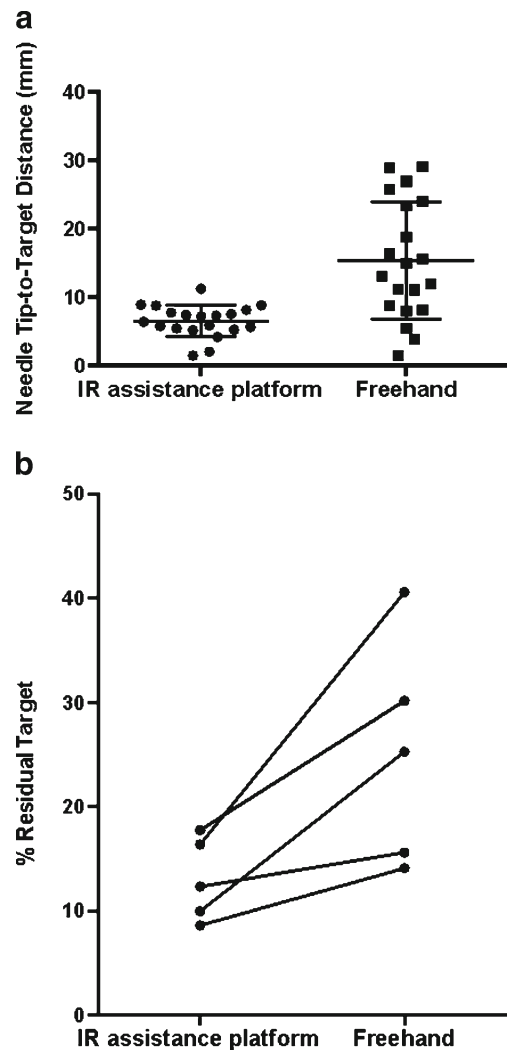 a
Needle Tip-to-Target Distance (mm)
40
30
20
10
0
IR assistance platform Freehand
b
% Residual Target
50
40
30
20
10
0
IR assistance platform Freehand